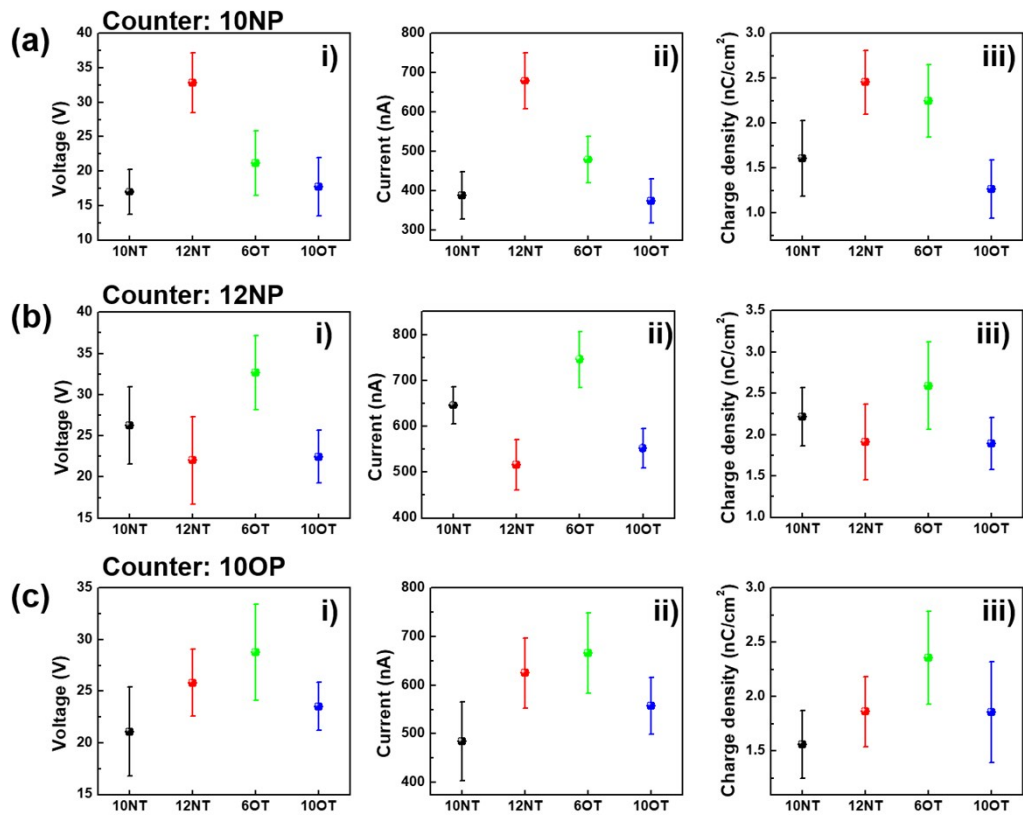 Counter: 10NP
(a)
i)
Voltage (V)
40
35
30
25
20
15
10
10NT 12NT 6OT 10OT
ii)
Current (nA)
800
700
600
500
400
300
10NT 12NT 6OT 10OT
iii)
Charge density (nC/cm²)
3.0
2.5
2.0
1.5
1.0
10NT 12NT 6OT 10OT
Counter: 12NP
(b)
i)
Voltage (V)
40
35
30
25
20
15
10NT 12NT 6OT 10OT
ii)
Current (nA)
800
700
600
500
400
10NT 12NT 6OT 10OT
iii)
Charge density (nC/cm²)
3.5
3.0
2.5
2.0
1.5
1.0
10NT 12NT 6OT 10OT
Counter: 10OP
(c)
i)
Voltage (V)
35
30
25
20
15
10NT 12NT 6OT 10OT
ii)
Current (nA)
800
700
600
500
400
10NT 12NT 6OT 10OT
iii)
Charge density (nC/cm²)
3.0
2.5
2.0
1.5
10NT 12NT 6OT 10OT